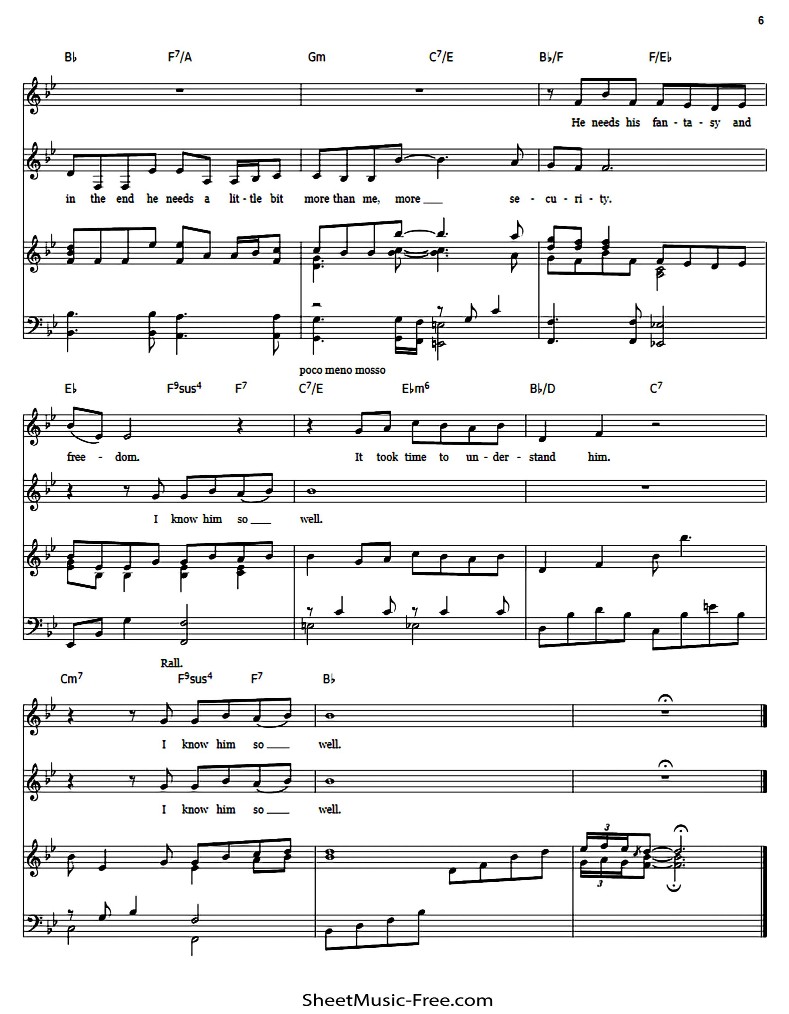 6
B♭ F7/A Gm C7/E B♭/F F/E♭
He needs his fan - ta - sy and
in the end he needs a lit - tle bit more than me, more ___ se - cu - ri - ty.
poco meno mosso
E♭ F9sus4 F7 C7/E E♭m6 B♭/D C7
free - dom. It took time to un - der - stand him.
I know him so ___ well.
Rall.
Cm7 F9sus4 F7 B♭
I know him so ___ well.
I know him so ___ well.
3
3
SheetMusic-Free.com